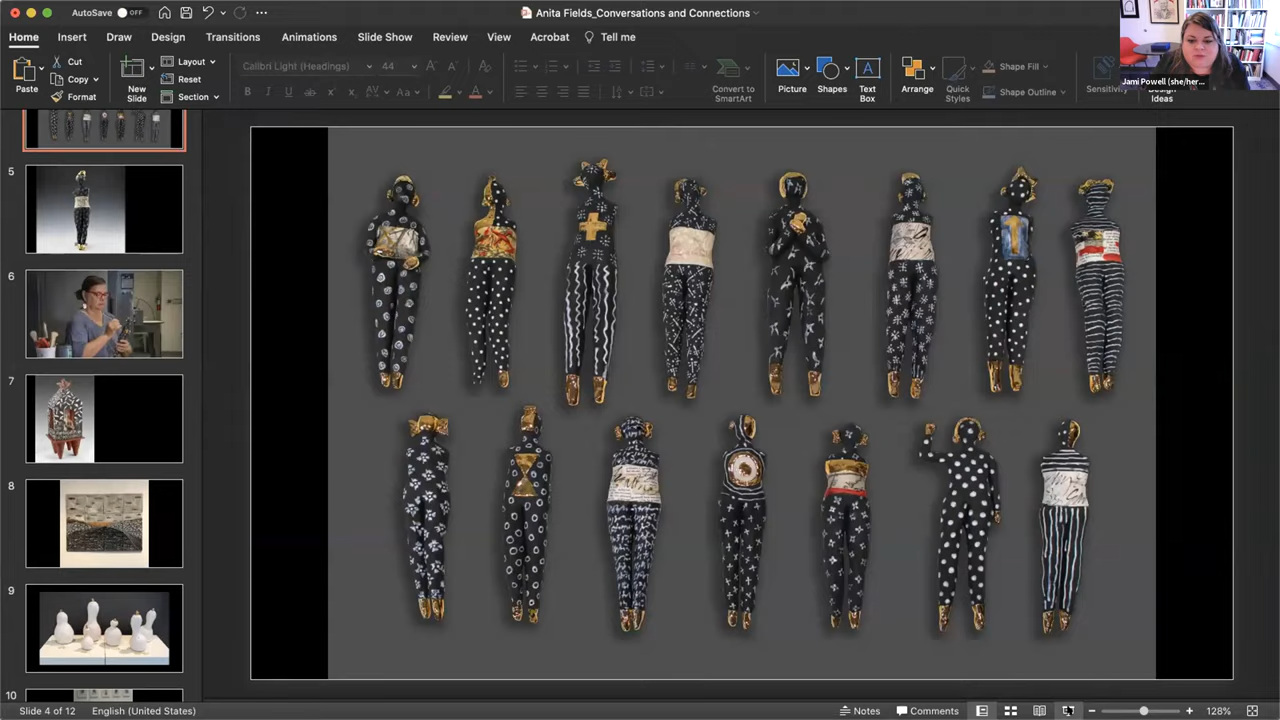 AutoSave OFF
Anita Fields_Conversations and Connections
Home Insert Draw Design Transitions Animations Slide Show Review View Acrobat Tell me
Paste
Cut
Copy
Format
New
Slide
Layout
Reset
Section
Calibri Light (Headings) 44
Convert to
SmartArt
Picture
Shapes
Text
Box
Arrange
Quick
Styles
Shape Fill
Shape Outline
Sensitivity
Design
Ideas
Jami Powell (she/her...
5
6
7
8
9
10
Slide 4 of 12 English (United States) Notes Comments 128%